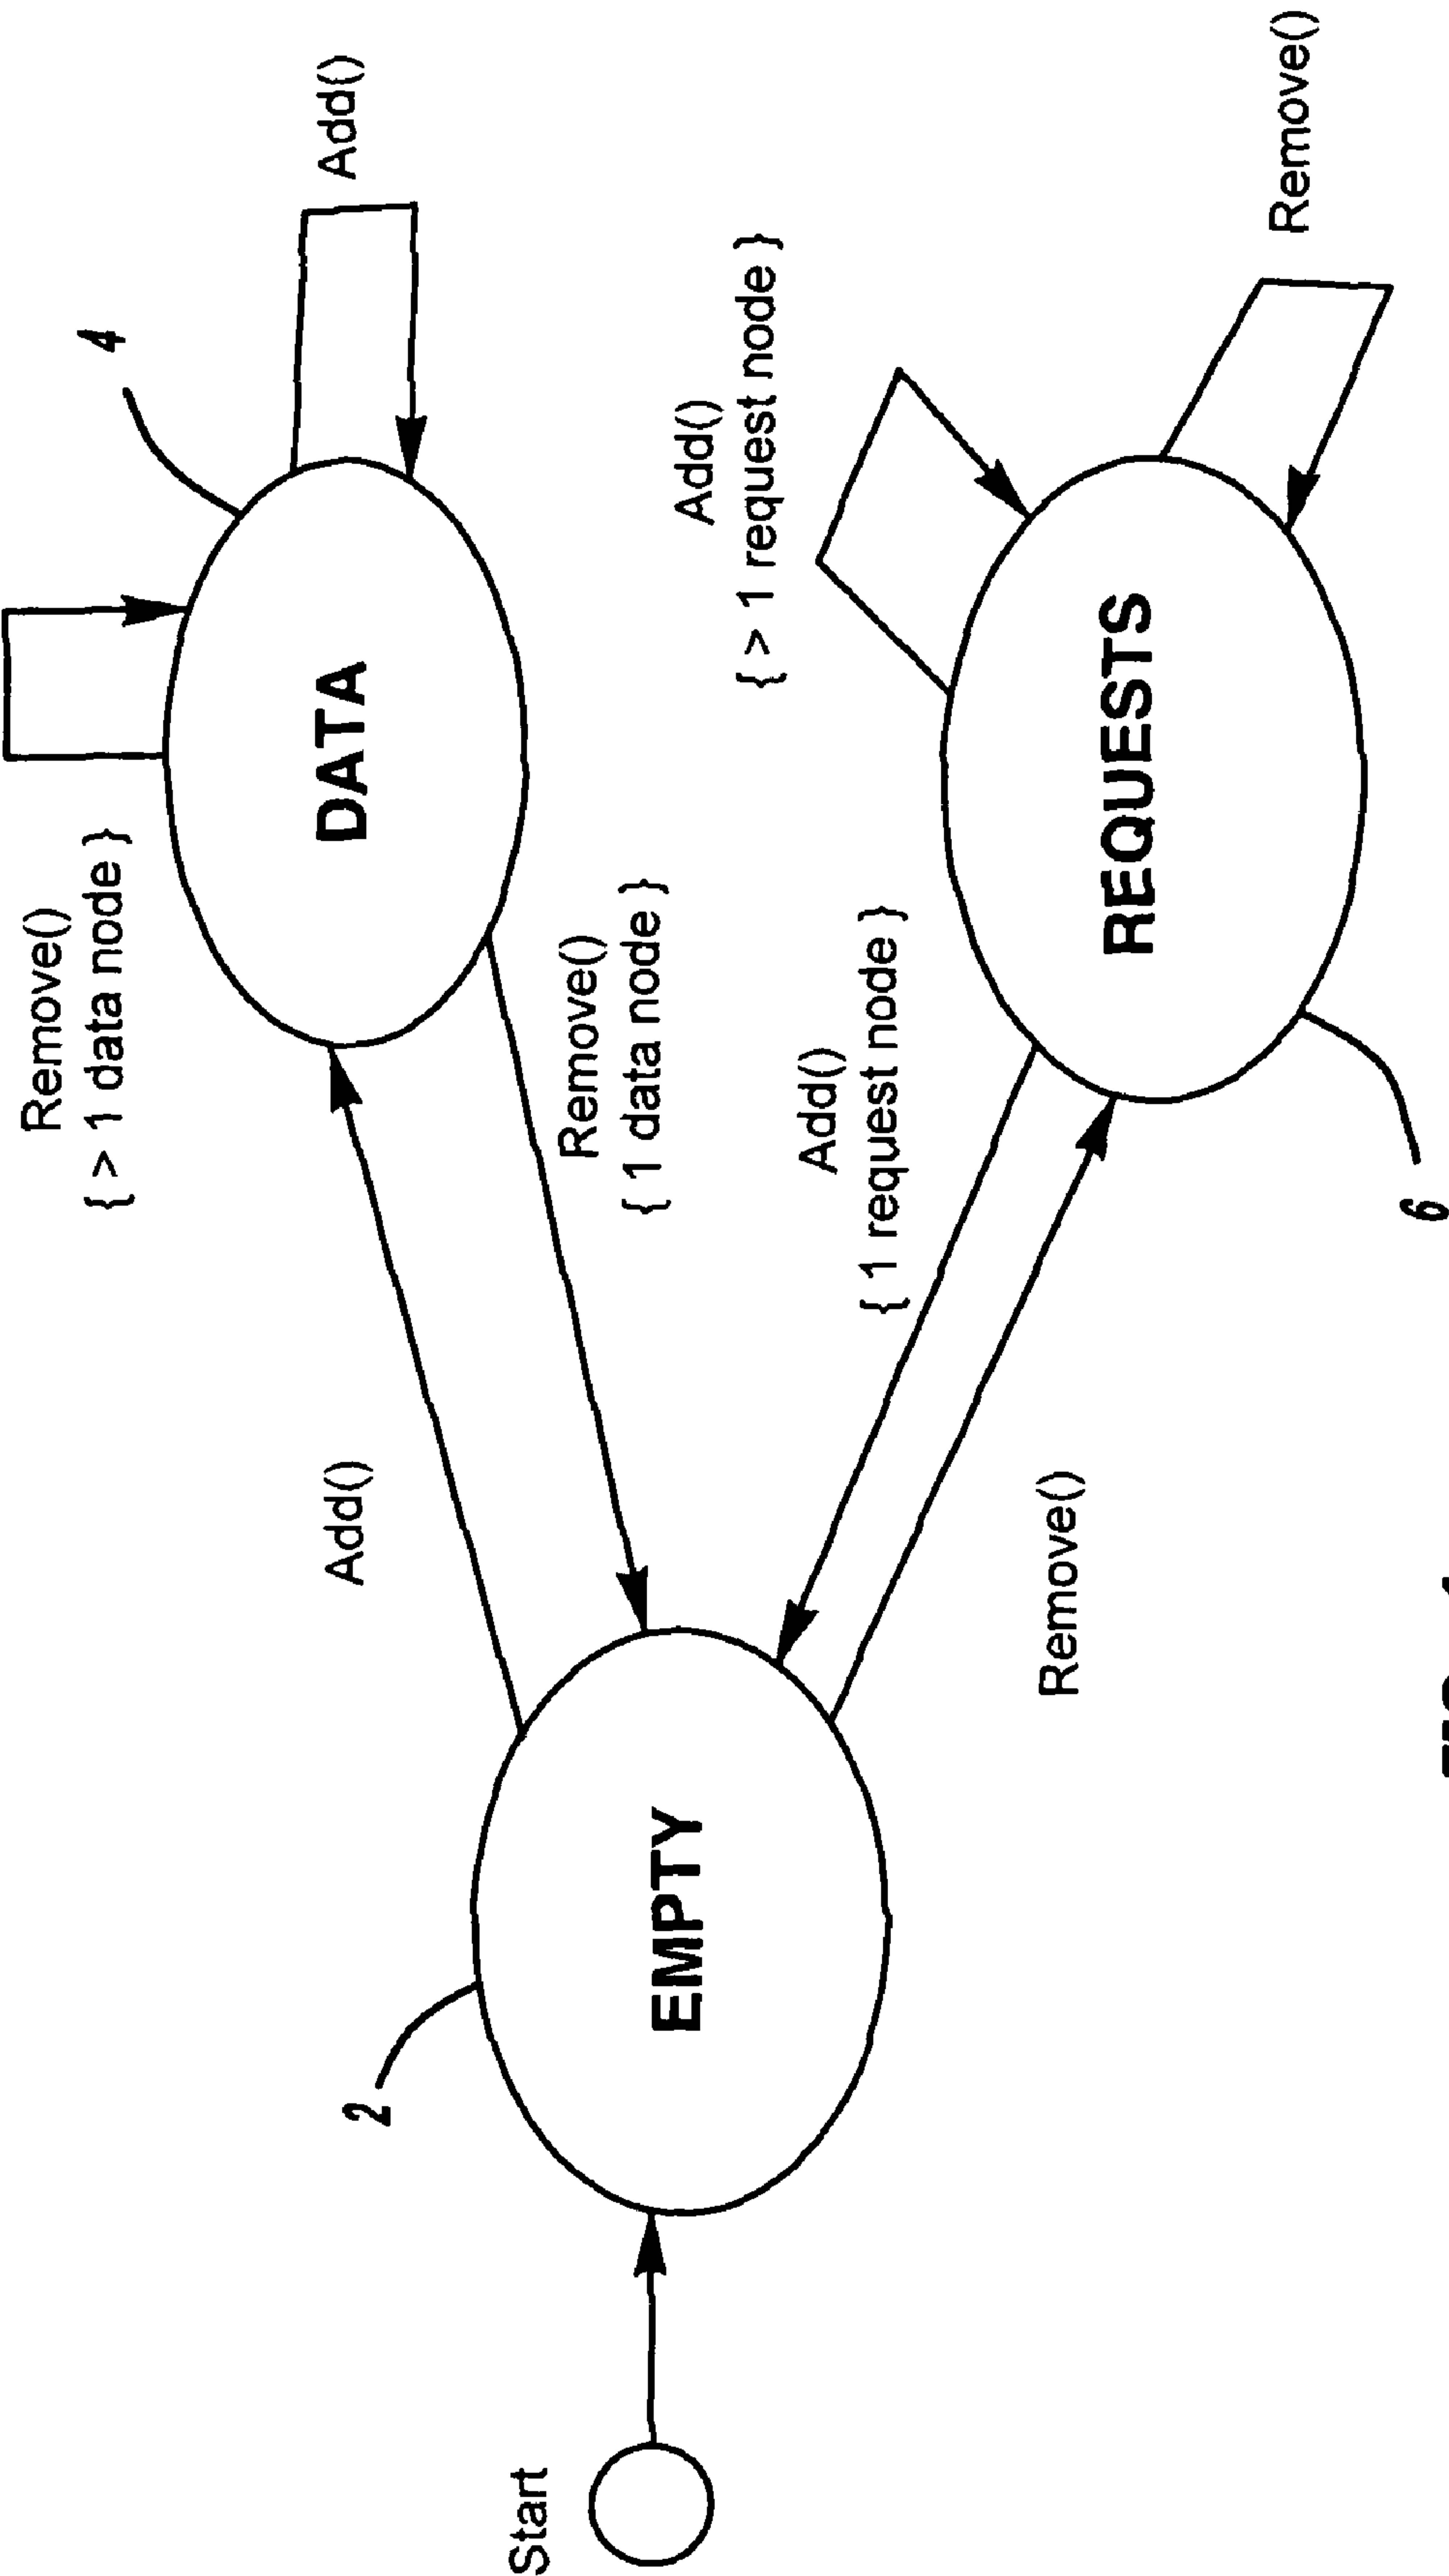 Remove()
{ > 1 data node }
4
DATA
Add()
Add()
Remove()
{ 1 data node }
2
Start
EMPTY
Add()
{ > 1 request node }
Add()
{ 1 request node }
REQUESTS
Remove()
Remove()
6